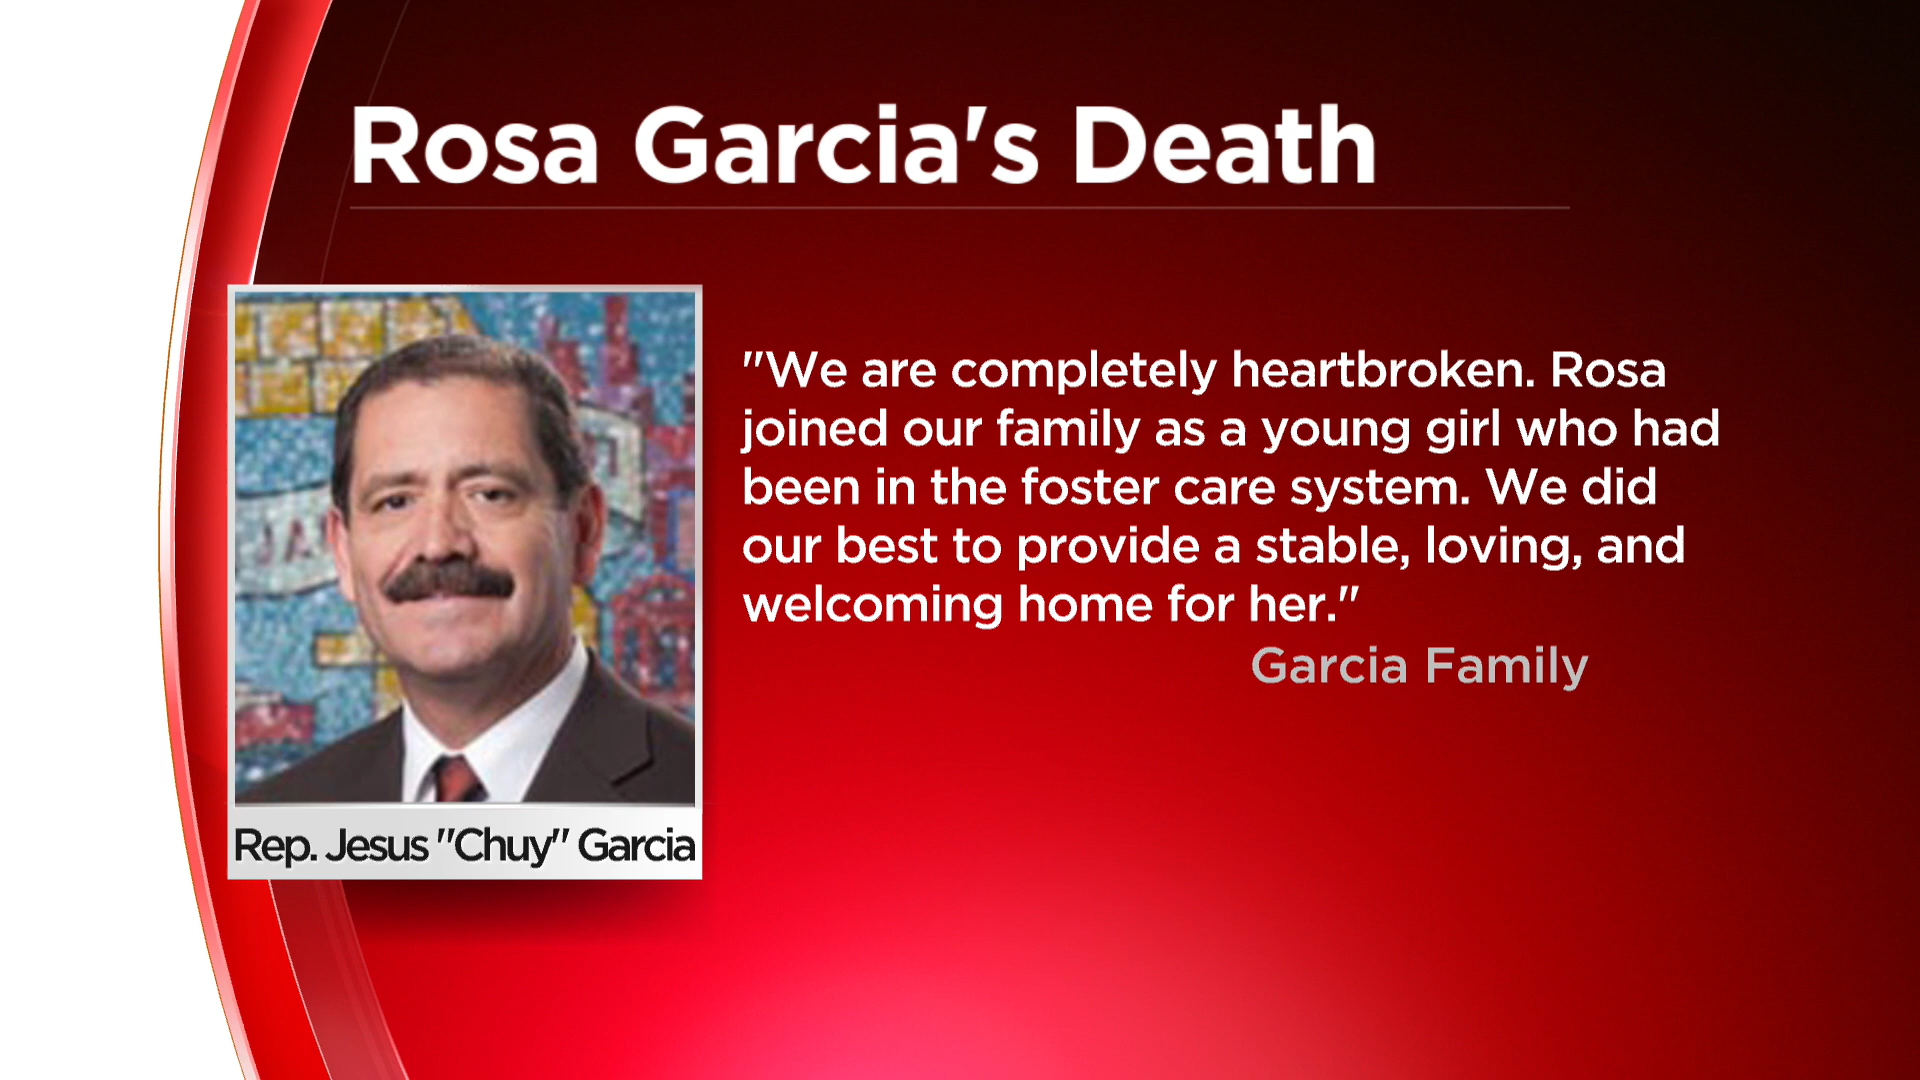 Rosa Garcia's Death
"We are completely heartbroken. Rosa
joined our family as a young girl who had
been in the foster care system. We did
our best to provide a stable, loving, and
welcoming home for her."
Garcia Family
JA
Rep. Jesus "Chuy" Garcia